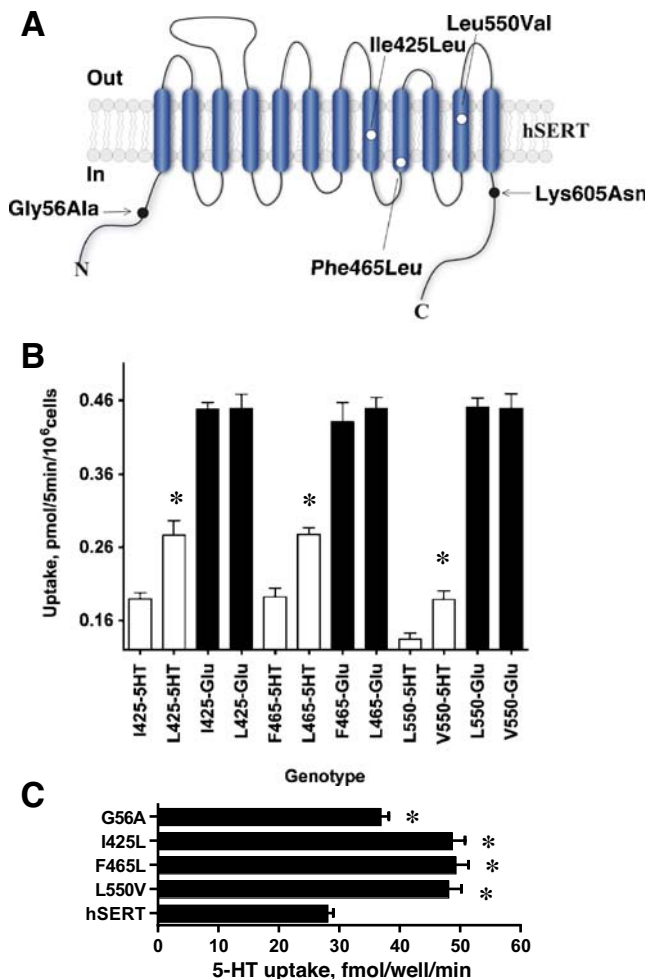 A
Leu550Val
Ile425Leu
Out
hSERT
In
Gly56Ala
Lys605Asn
Phe465Leu
N
C
B
Uptake, pmol/5min/10⁶cells
0.46
0.36
0.26
0.16
* * *
I425-5HT
L425-5HT
I425-Glu
L425-Glu
F465-5HT
L465-5HT
F465-Glu
L465-Glu
L550-5HT
V550-5HT
L550-Glu
V550-Glu
Genotype
C
G56A *
I425L *
F465L *
L550V *
hSERT
0 10 20 30 40 50 60
5-HT uptake, fmol/well/min